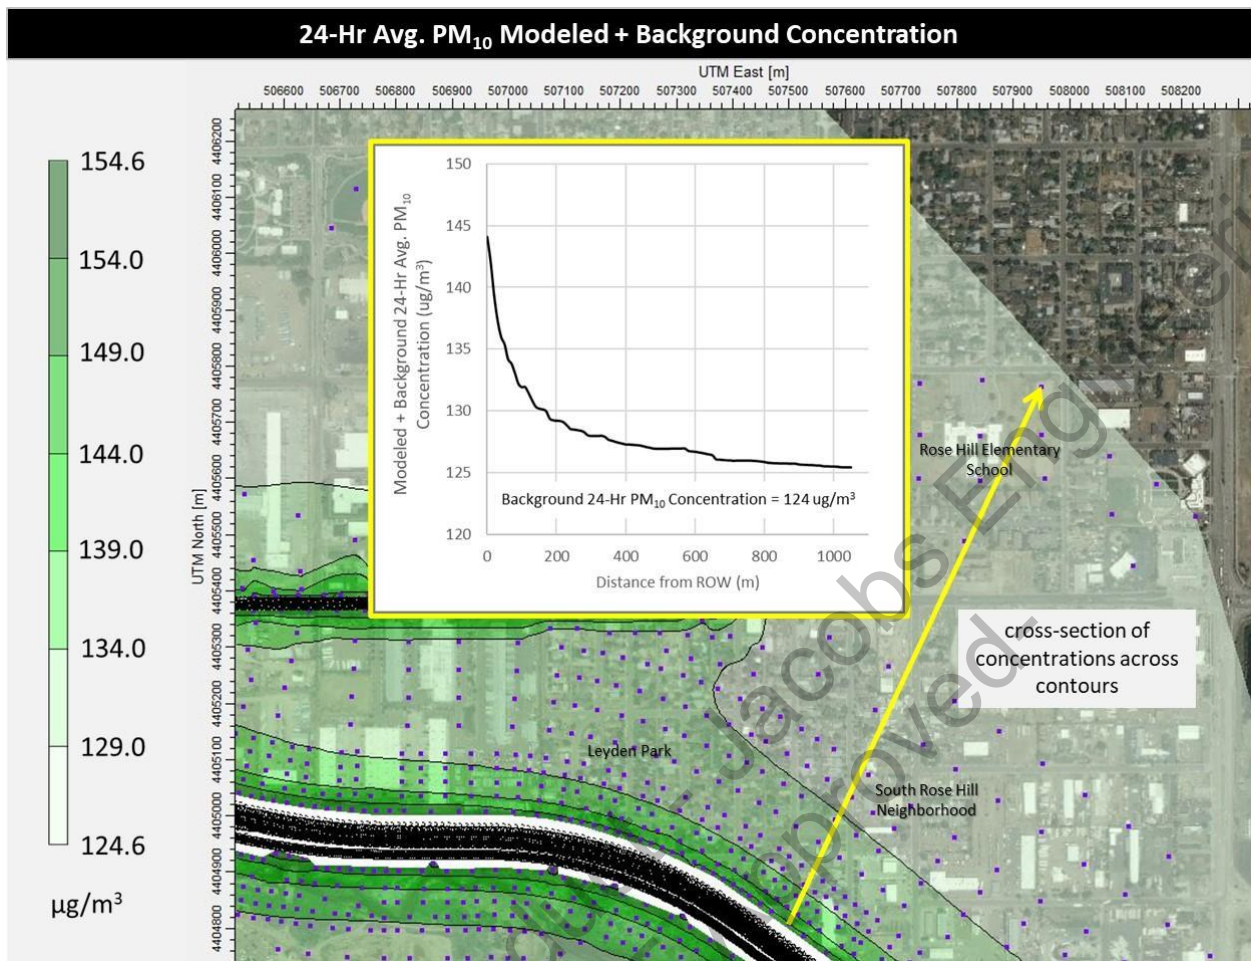 24-Hr Avg. PM₁₀ Modeled + Background Concentration
UTM East [m]
506600 506700 506800 506900 507000 507100 507200 507300 507400 507500 507600 507700 507800 507900 508000 508100 508200
154.6
154.0
149.0
144.0
139.0
134.0
129.0
124.6
µg/m³
UTM North [m]
4406200
4406100
4406000
4405900
4405800
4405700
4405600
4405500
4405400
4405300
4405200
4405100
4405000
4404900
4404800
Modeled + Background 24-Hr Avg. PM₁₀
Concentration (ug/m³)
150
145
140
135
130
125
120
Background 24-Hr PM₁₀ Concentration = 124 ug/m³
0 200 400 600 800 1000
Distance from ROW (m)
Rose Hill Elementary
School
cross-section of
concentrations across
contours
Leyden Park
South Rose Hill
Neighborhood
Jacobs